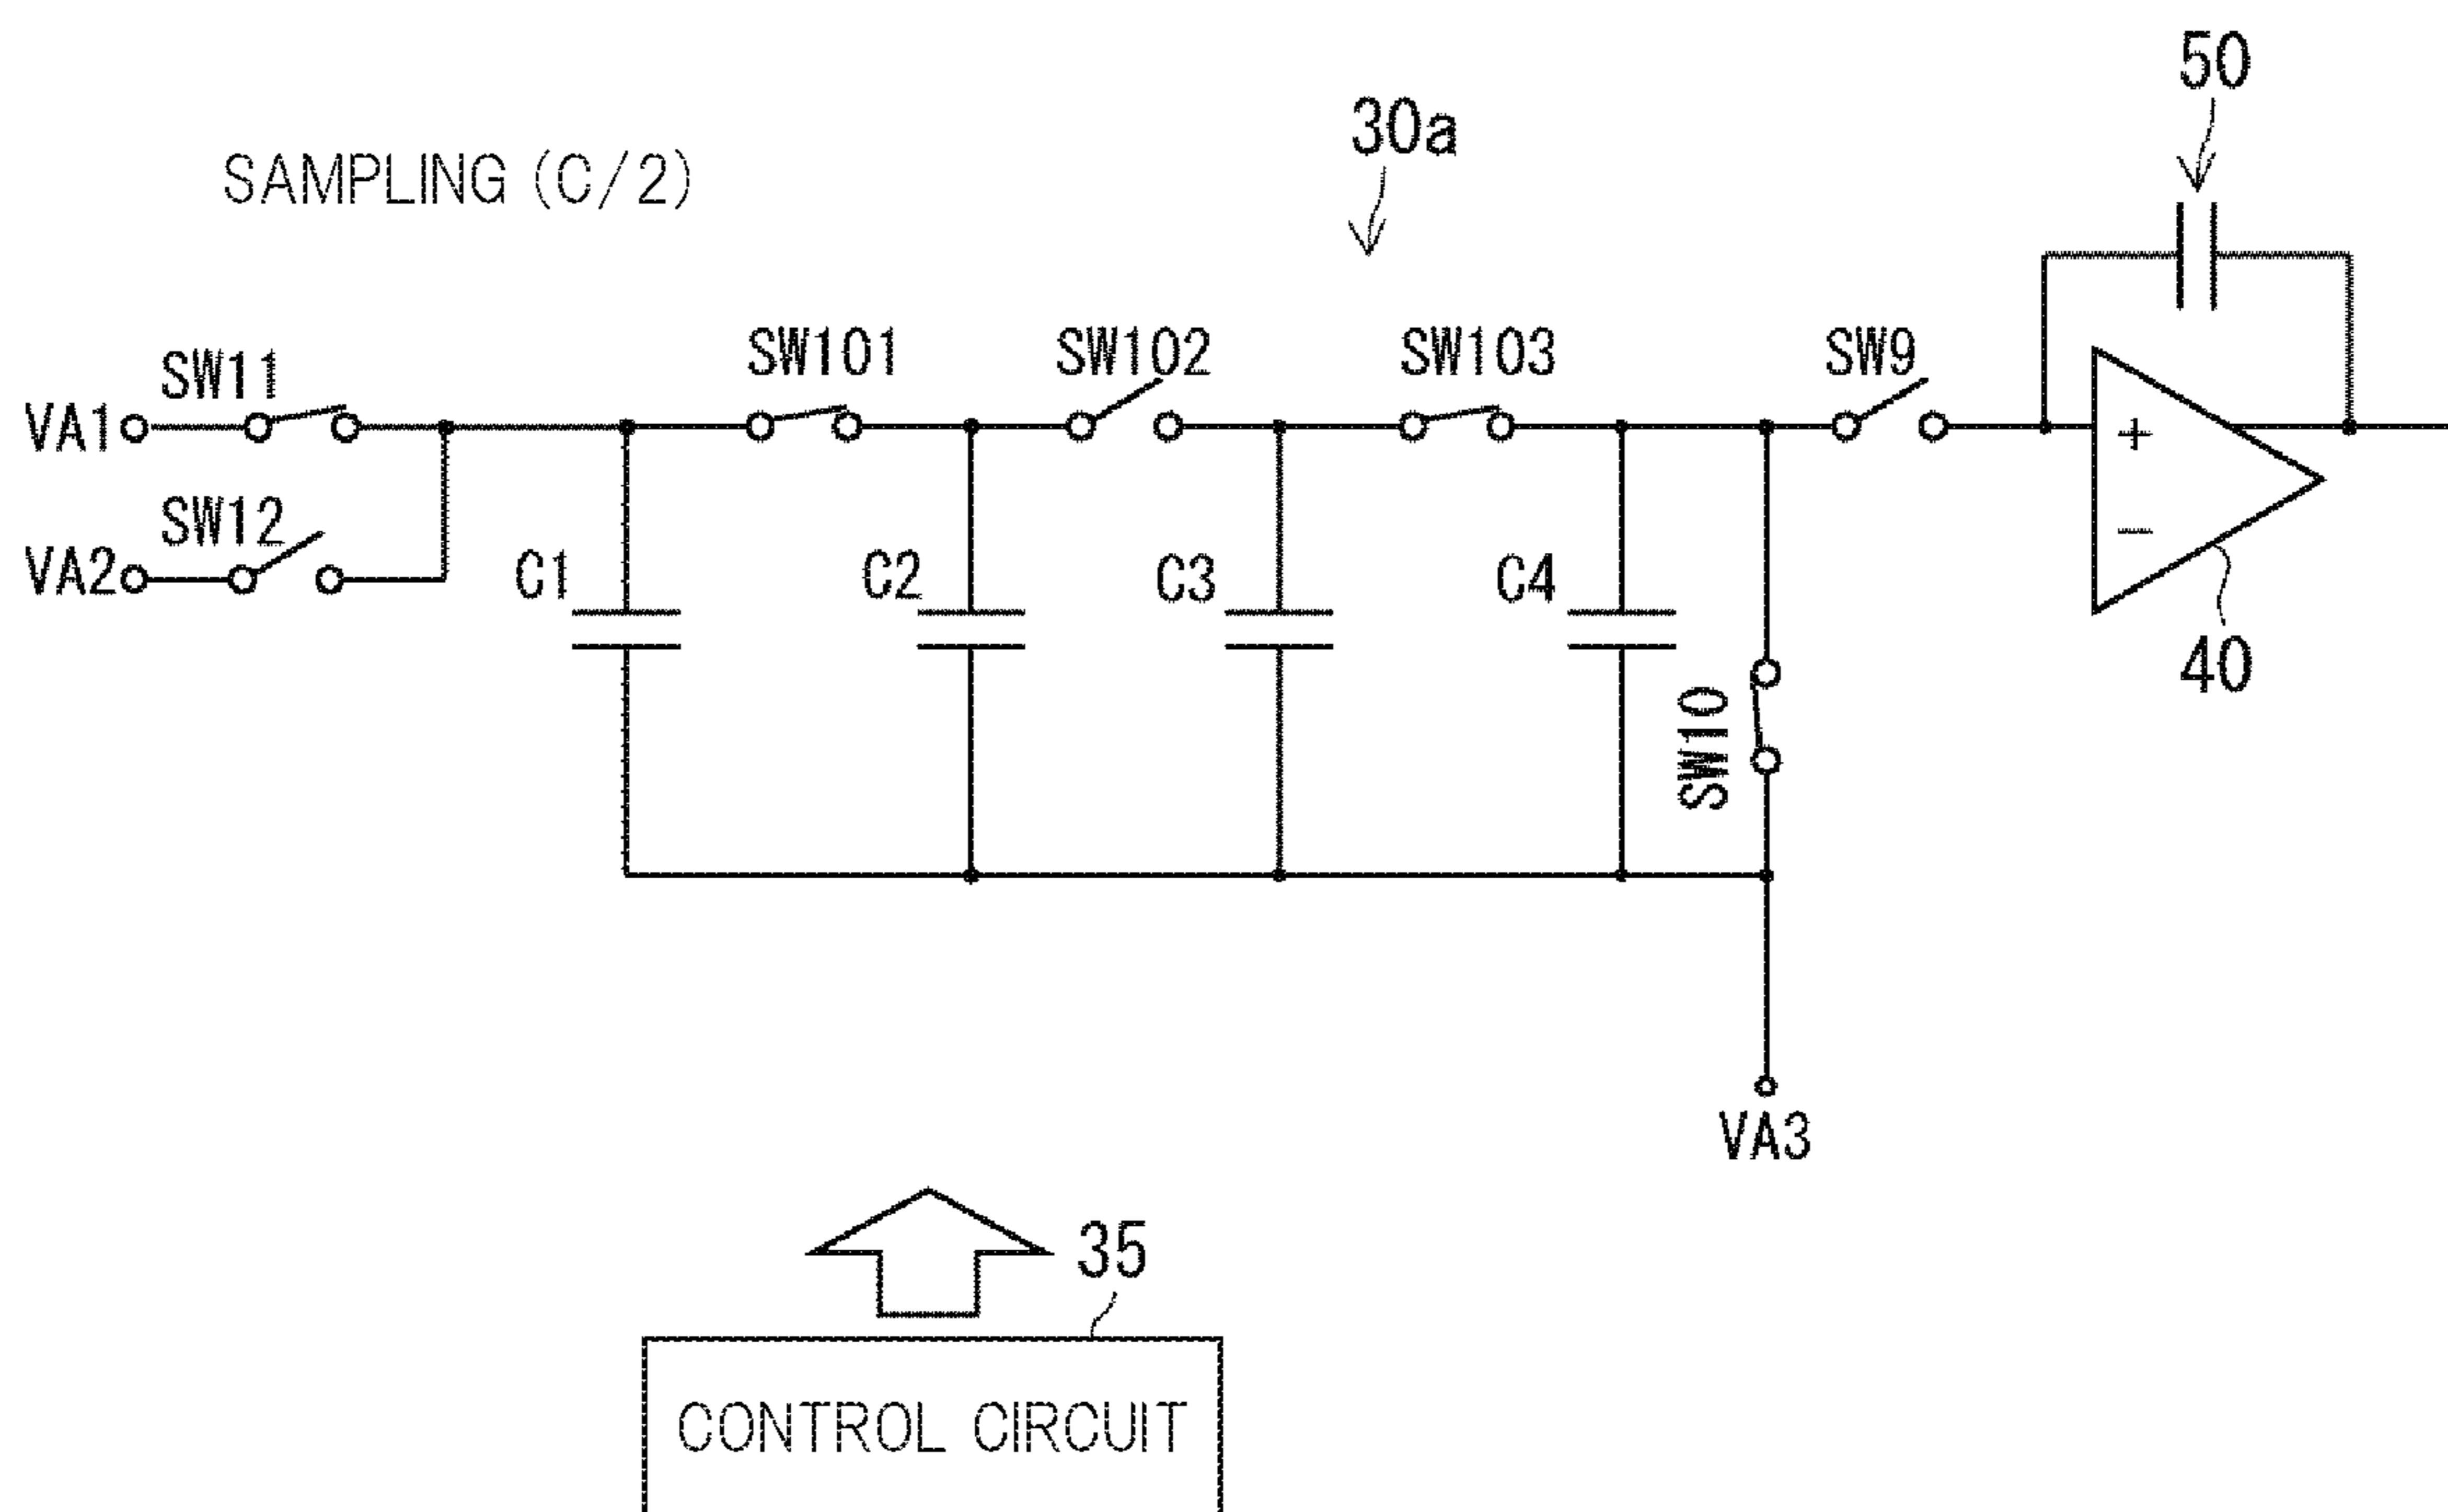 50
30a
SAMPLING (C/2)
SW101
SW102
SW103
SW9
SW11
VA1
+
SW12
VA2
C1
C2
C3
C4
−
40
SW10
VA3
35
CONTROL CIRCUIT